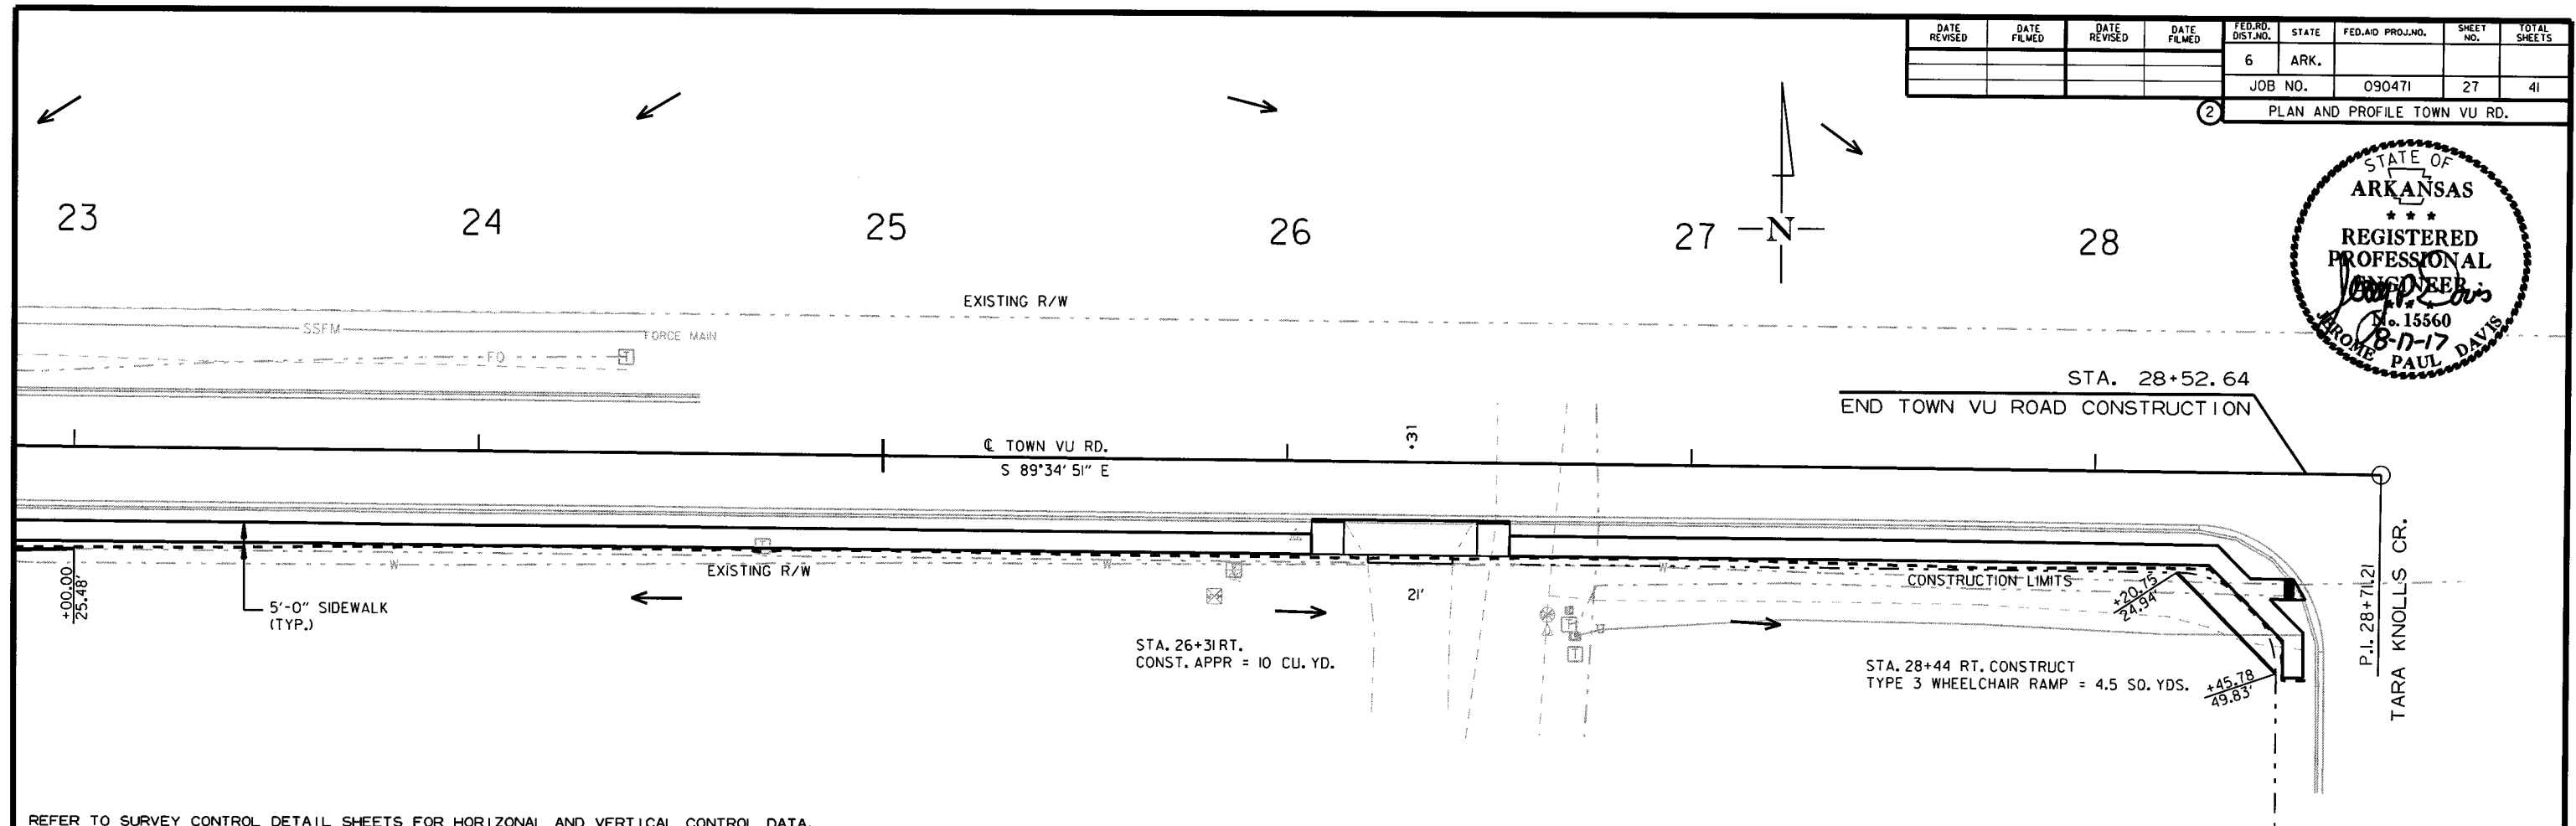 DATE REVISED
DATE FILMED
DATE REVISED
DATE FILMED
FED.RD. DIST.NO.
STATE
FED.AID PROJ.NO.
SHEET NO.
TOTAL SHEETS
6
ARK.
JOB NO.
090471
27
41
2
PLAN AND PROFILE TOWN VU RD.
STATE OF
ARKANSAS
* * *
REGISTERED
PROFESSIONAL
ENGINEER
No. 15560
8-17-17
JAROME PAUL DAVIS
23
24
25
26
27
28
N
EXISTING R/W
SSFM
FORCE MAIN
FO
T
STA. 28+52.64
END TOWN VU ROAD CONSTRUCTION
℄ TOWN VU RD.
S 89°34'51" E
+31
T
W
EXISTING R/W
W
W
CONSTRUCTION LIMITS
+00.00
25.48'
5'-0" SIDEWALK
(TYP.)
21'
STA. 26+31 RT.
CONST. APPR = 10 CU. YD.
T
T
+20.75
24.94'
STA. 28+44 RT. CONSTRUCT
TYPE 3 WHEELCHAIR RAMP = 4.5 SQ. YDS.
+45.78
49.83'
P.I. 28+71.21
TARA KNOLLS CR.
REFER TO SURVEY CONTROL DETAIL SHEETS FOR HORIZONAL AND VERTICAL CONTROL DATA.